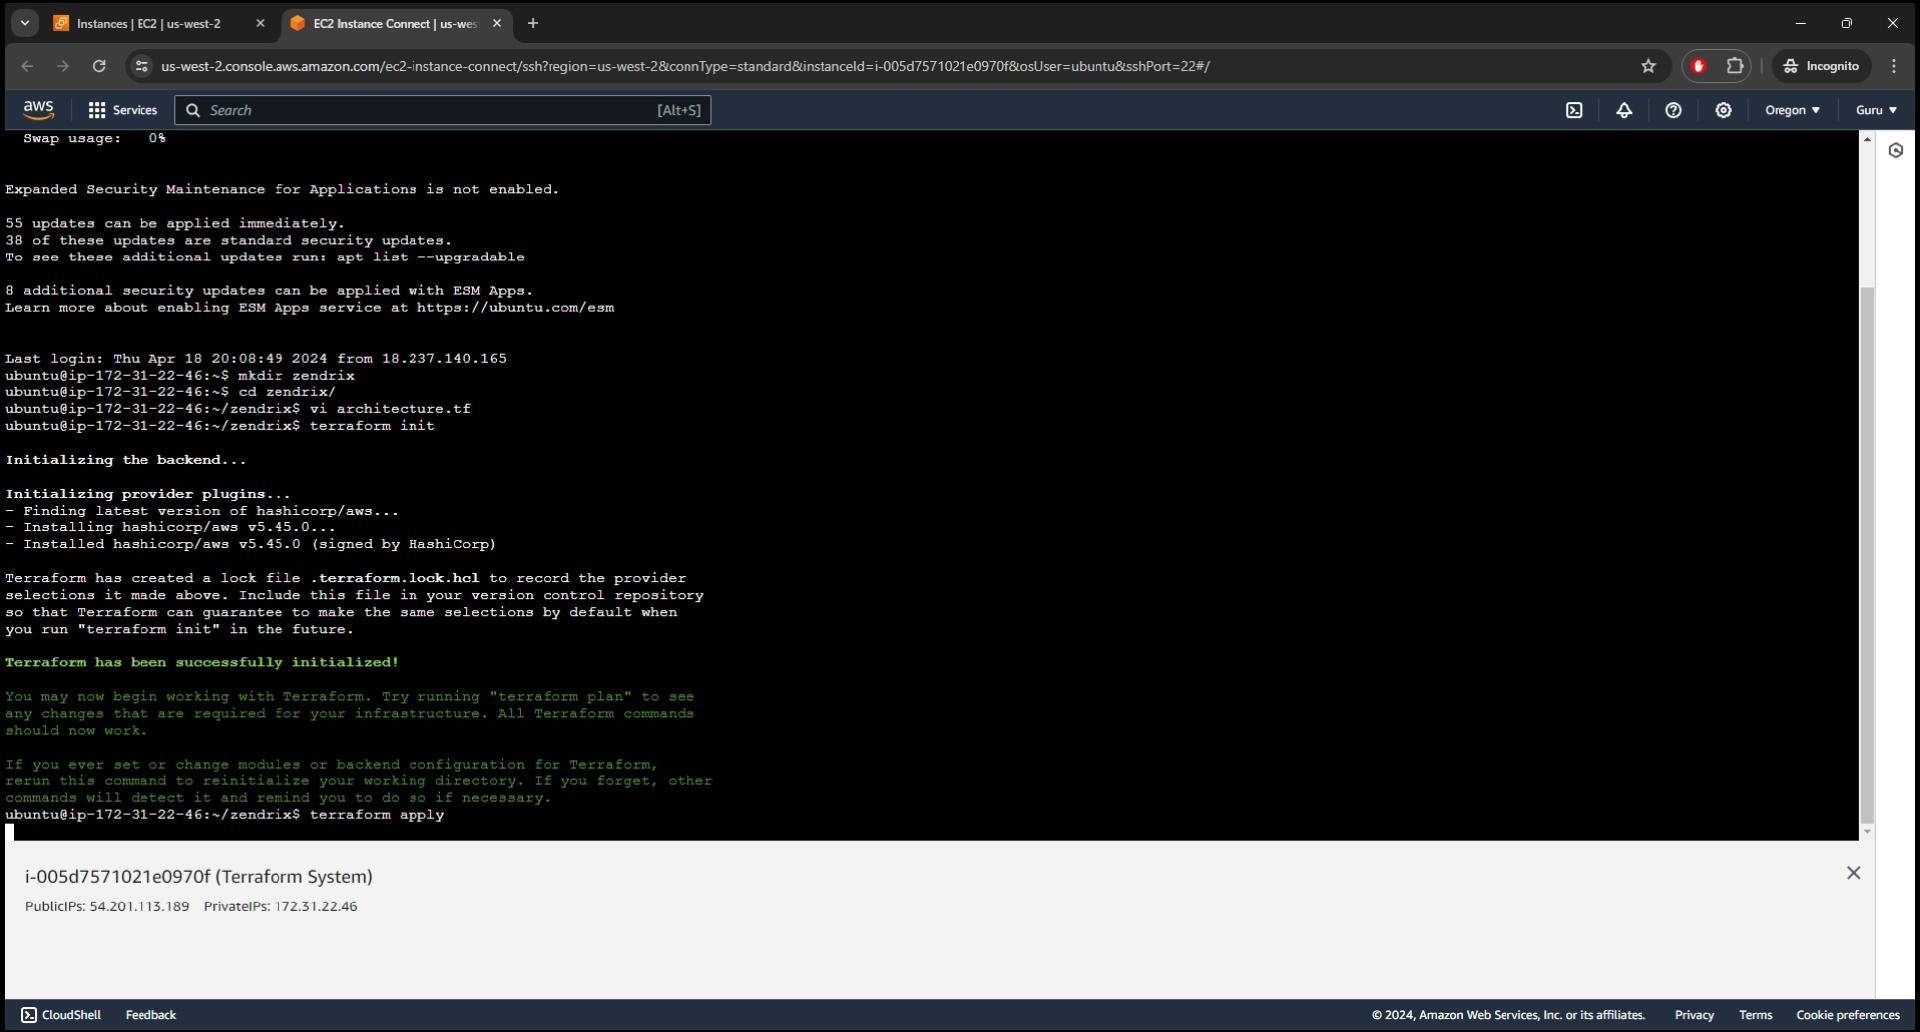 Instances | EC2 | us-west-2
EC2 Instance Connect | us-wes
us-west-2.console.aws.amazon.com/ec2-instance-connect/ssh?region=us-west-2&connType=standard&instanceId=i-005d7571021e0970f&osUser=ubuntu&sshPort=22#/
Incognito
aws
Services
Search
[Alt+S]
Oregon
Guru
Swap usage: 0%
Expanded Security Maintenance for Applications is not enabled.
55 updates can be applied immediately.
38 of these updates are standard security updates.
To see these additional updates run: apt list --upgradable
8 additional security updates can be applied with ESM Apps.
Learn more about enabling ESM Apps service at https://ubuntu.com/esm
Last login: Thu Apr 18 20:08:49 2024 from 18.237.140.165
ubuntu@ip-172-31-22-46:~$ mkdir zendrix
ubuntu@ip-172-31-22-46:~$ cd zendrix/
ubuntu@ip-172-31-22-46:~/zendrix$ vi architecture.tf
ubuntu@ip-172-31-22-46:~/zendrix$ terraform init
Initializing the backend...
Initializing provider plugins...
- Finding latest version of hashicorp/aws...
- Installing hashicorp/aws v5.45.0...
- Installed hashicorp/aws v5.45.0 (signed by HashiCorp)
Terraform has created a lock file .terraform.lock.hcl to record the provider
selections it made above. Include this file in your version control repository
so that Terraform can guarantee to make the same selections by default when
you run "terraform init" in the future.
Terraform has been successfully initialized!
You may now begin working with Terraform. Try running "terraform plan" to see
any changes that are required for your infrastructure. All Terraform commands
should now work.
If you ever set or change modules or backend configuration for Terraform,
rerun this command to reinitialize your working directory. If you forget, other
commands will detect it and remind you to do so if necessary.
ubuntu@ip-172-31-22-46:~/zendrix$ terraform apply
i-005d7571021e0970f (Terraform System)
PublicIPs: 54.201.113.189 PrivateIPs: 172.31.22.46
CloudShell
Feedback
© 2024, Amazon Web Services, Inc. or its affiliates.
Privacy
Terms
Cookie preferences